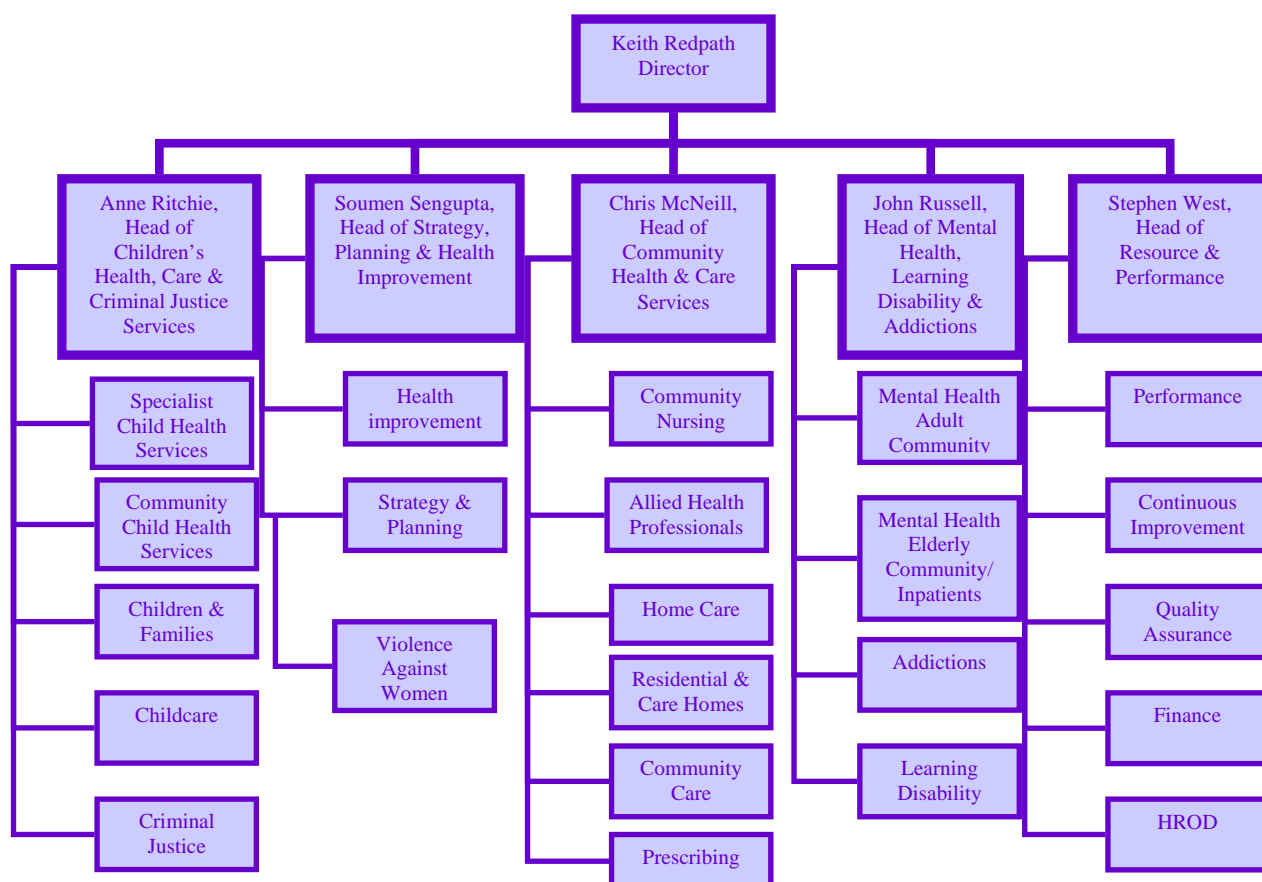 Keith Redpath
Director
Anne Ritchie,
Head of
Children’s
Health, Care &
Criminal Justice
Services
Soumen Sengupta,
Head of Strategy,
Planning & Health
Improvement
Chris McNeill,
Head of
Community
Health & Care
Services
John Russell,
Head of Mental
Health,
Learning
Disability &
Addictions
Stephen West,
Head of
Resource &
Performance
Specialist
Child Health
Services
Community
Child Health
Services
Children &
Families
Childcare
Criminal
Justice
Health
improvement
Strategy &
Planning
Violence
Against
Women
Community
Nursing
Allied Health
Professionals
Home Care
Residential &
Care Homes
Community
Care
Prescribing
Mental Health
Adult
Community
Mental Health
Elderly
Community/
Inpatients
Addictions
Learning
Disability
Performance
Continuous
Improvement
Quality
Assurance
Finance
HROD